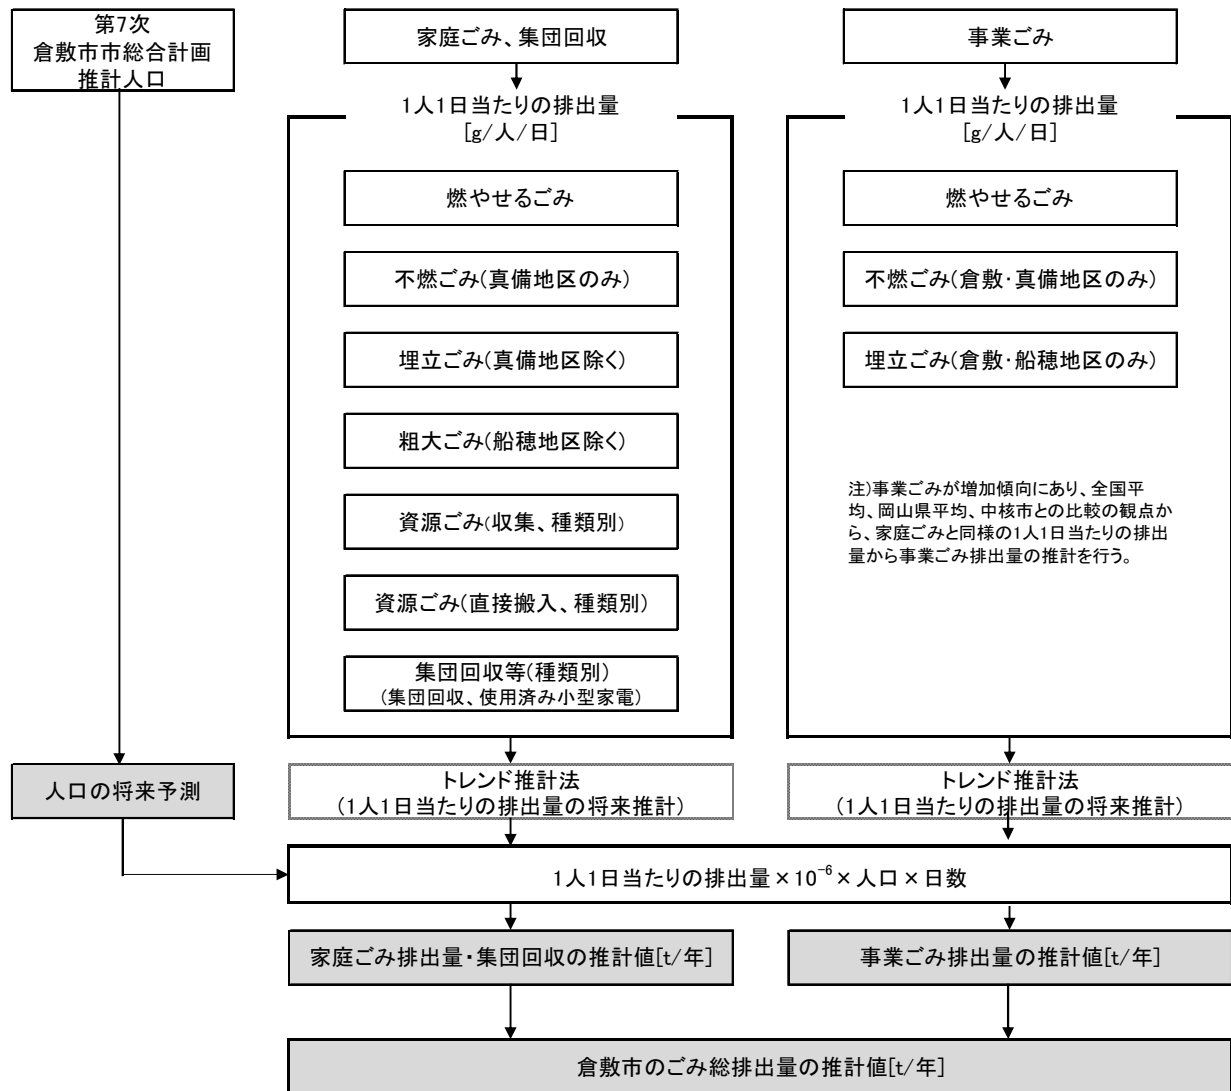 第7次
倉敷市市総合計画
推計人口
家庭ごみ、集団回収
事業ごみ
1人1日当たりの排出量
[g/人/日]
燃やせるごみ
不燃ごみ(真備地区のみ)
埋立ごみ(真備地区除く)
粗大ごみ(船穂地区除く)
資源ごみ(収集、種類別)
資源ごみ(直接搬入、種類別)
集団回収等(種類別)
(集団回収、使用済み小型家電)
1人1日当たりの排出量
[g/人/日]
燃やせるごみ
不燃ごみ(倉敷・真備地区のみ)
埋立ごみ(倉敷・船穂地区のみ)
注)事業ごみが増加傾向にあり、全国平
均、岡山県平均、中核市との比較の観点か
ら、家庭ごみと同様の1人1日当たりの排出
量から事業ごみ排出量の推計を行う。
人口の将来予測
トレンド推計法
(1人1日当たりの排出量の将来推計)
トレンド推計法
(1人1日当たりの排出量の将来推計)
1人1日当たりの排出量×10⁻⁶×人口×日数
家庭ごみ排出量・集団回収の推計値[t/年]
事業ごみ排出量の推計値[t/年]
倉敷市のごみ総排出量の推計値[t/年]